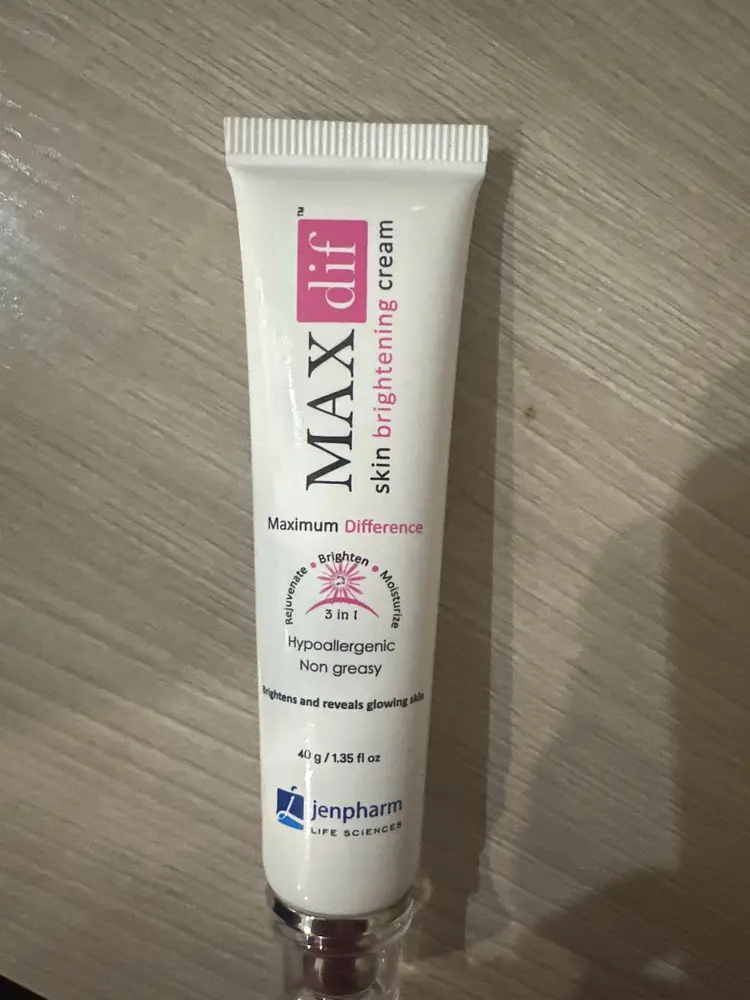 MAX dif™
skin brightening cream
Maximum Difference
Rejuvenate • Brighten • Moisturize
3 in 1
Hypoallergenic
Non greasy
Brightens and reveals glowing skin
40 g / 1.35 fl oz
jenpharm
LIFE SCIENCES